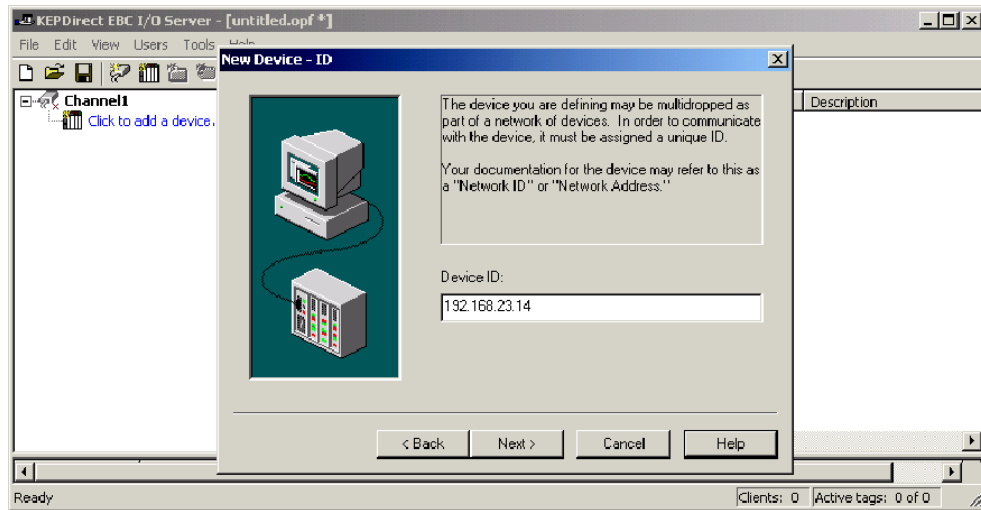 KEPDirect EBC I/O Server - [untitled.opf *]
File Edit View Users Tools Help
New Device - ID
Channel1
Click to add a device.
Description
The device you are defining may be multidropped as
part of a network of devices. In order to communicate
with the device, it must be assigned a unique ID.
Your documentation for the device may refer to this as
a "Network ID" or "Network Address."
Device ID:
192.168.23.14
< Back Next > Cancel Help
Ready Clients: 0 Active tags: 0 of 0